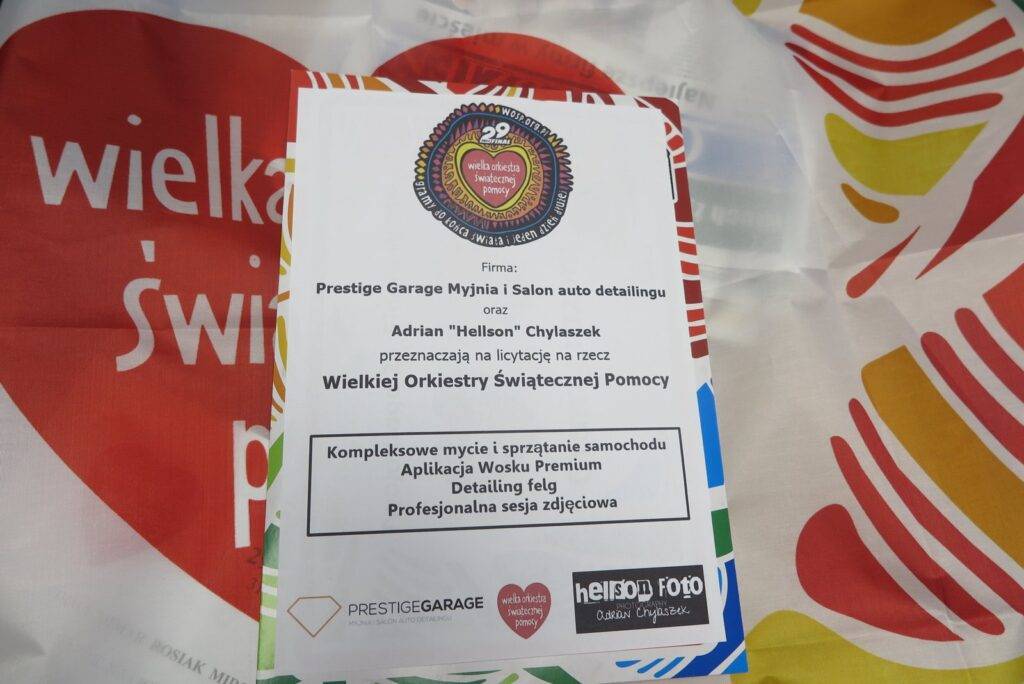 wielka
świą
p
WOSP.ORG.PL
29
FINAŁ
wielka orkiestra
świątecznej
pomocy
gramy do końca świata i jeden dzień dłużej
Firma:
Prestige Garage Myjnia i Salon auto detailingu
oraz
Adrian "Hellson" Chylaszek
przeznaczają na licytację na rzecz
Wielkiej Orkiestry Świątecznej Pomocy
Kompleksowe mycie i sprzątanie samochodu
Aplikacja Wosku Premium
Detailing felg
Profesjonalna sesja zdjęciowa
PRESTIGEGARAGE
MYJNIA I SALON AUTO DETAILINGU
wielka orkiestra
świątecznej
pomocy
hellson FOTO
PHOTOGRAPHY
Adrian Chylaszek
ROSIAK